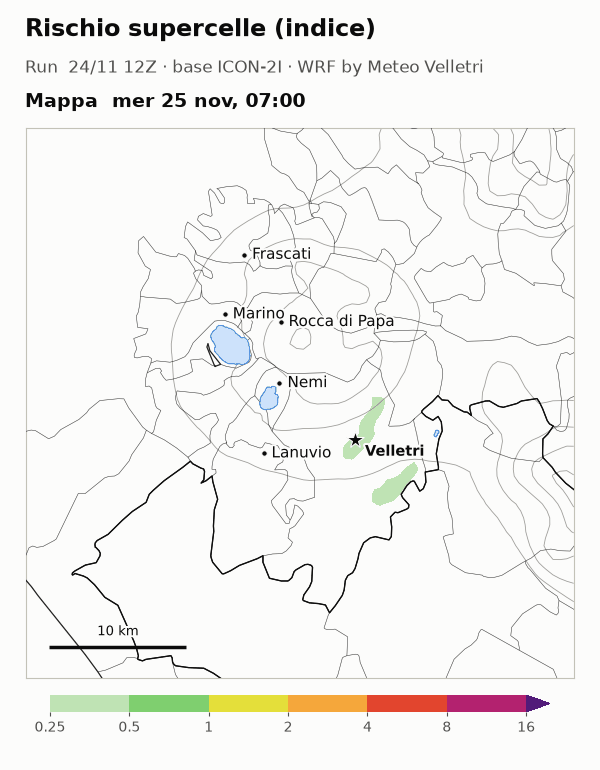 Rischio supercelle (indice)
Run  24/11 12Z · base ICON-2I · WRF by Meteo Velletri
Mappa  mer 25 nov, 07:00
Frascati
Marino
Rocca di Papa
Nemi
Velletri
Lanuvio
10 km
0.25 0.5 1 2 4 8 16